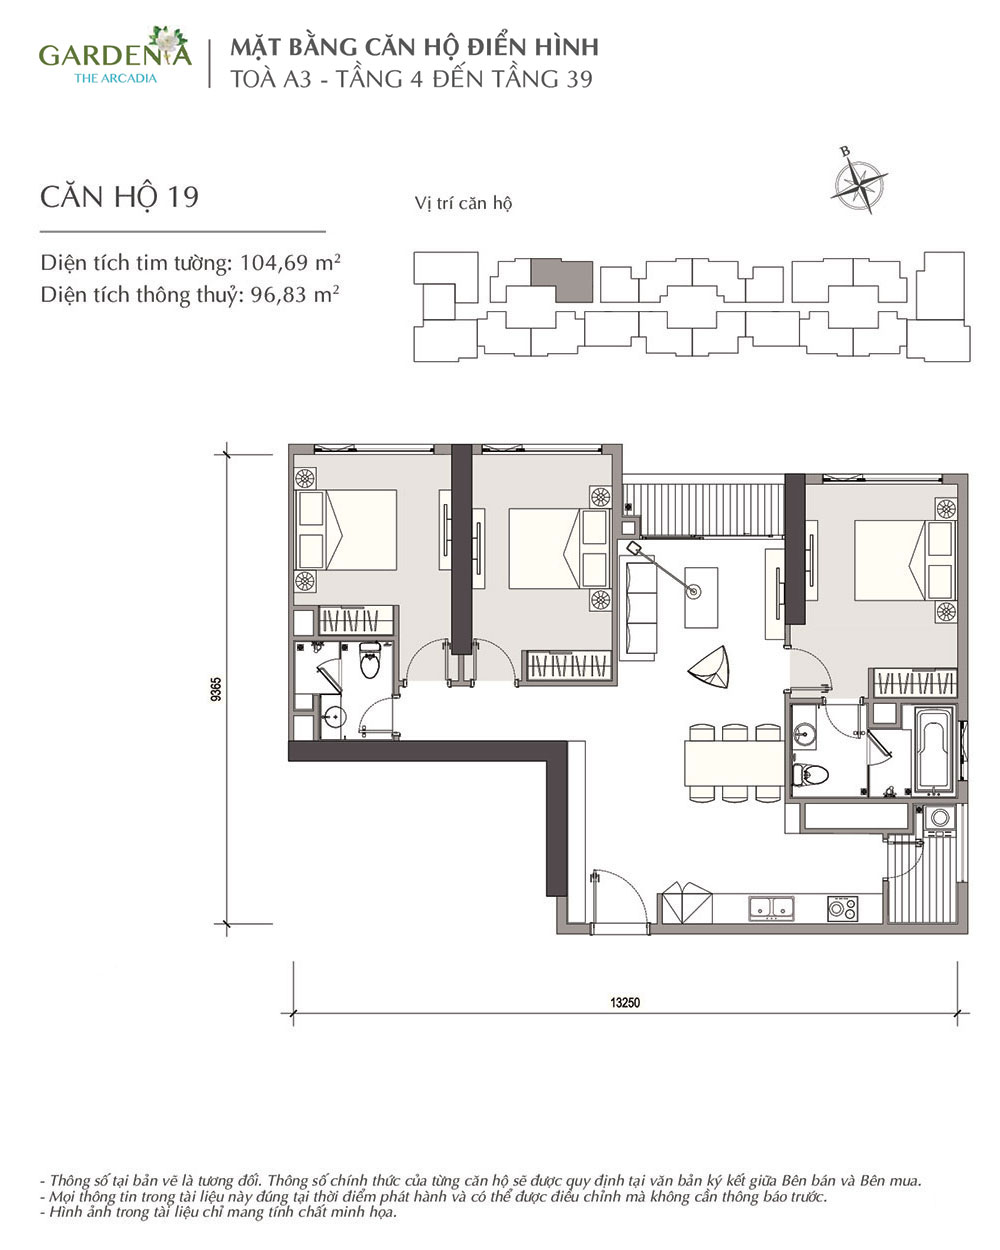 GARDENIA
THE ARCADIA
MẶT BẰNG CĂN HỘ ĐIỂN HÌNH
TOÀ A3 - TẦNG 4 ĐẾN TẦNG 39
B
CĂN HỘ 19
Vị trí căn hộ
Diện tích tim tường: 104,69 m²
Diện tích thông thuỷ: 96,83 m²
9365
13250
- Thông số tại bản vẽ là tương đối. Thông số chính thức của từng căn hộ sẽ được quy định tại văn bản ký kết giữa Bên bán và Bên mua.
- Mọi thông tin trong tài liệu này đúng tại thời điểm phát hành và có thể được điều chỉnh mà không cần thông báo trước.
- Hình ảnh trong tài liệu chỉ mang tính chất minh họa.